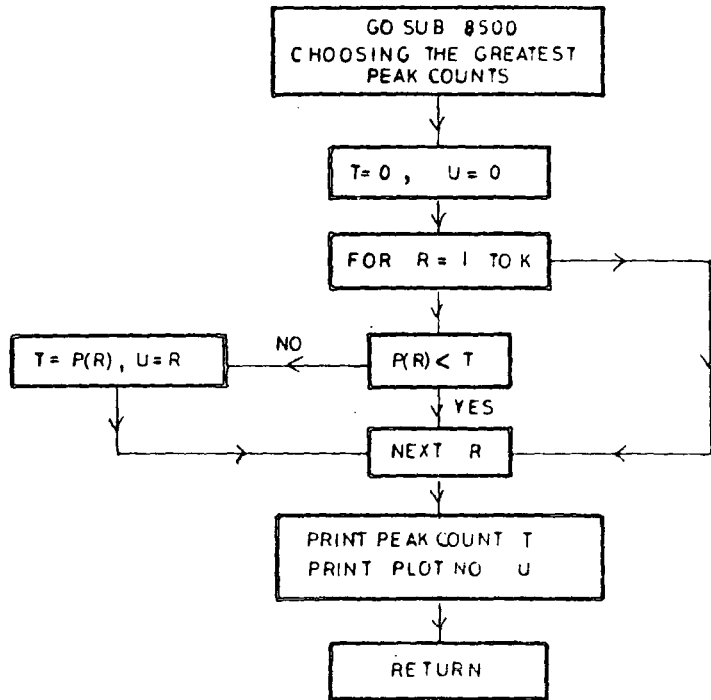 GO SUB 8500
CHOOSING THE GREATEST
PEAK COUNTS
T=0, U=0
FOR R=1 TO K
T=P(R), U=R
NO
P(R)<T
YES
NEXT R
PRINT PEAK COUNT T
PRINT PLOT NO U
RETURN